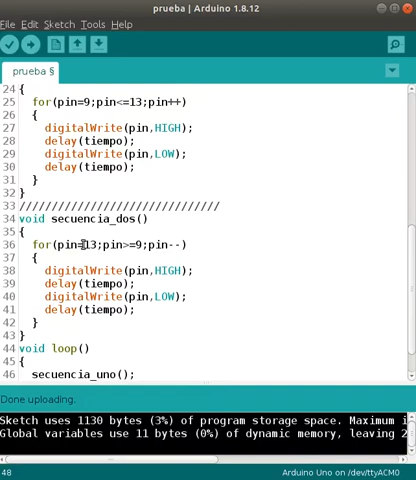 prueba | Arduino 1.8.12
File Edit Sketch Tools Help
prueba §
24 {
25 for(pin=9;pin<=13;pin++)
26 {
27 digitalWrite(pin,HIGH);
28 delay(tiempo);
29 digitalWrite(pin,LOW);
30 delay(tiempo);
31 }
32 }
33 ///////////////////////////////
34 void secuencia_dos()
35 {
36 for(pin=13;pin>=9;pin--)
37 {
38 digitalWrite(pin,HIGH);
39 delay(tiempo);
40 digitalWrite(pin,LOW);
41 delay(tiempo);
42 }
43 }
44 void loop()
45 {
46 secuencia_uno();
Done uploading.
Sketch uses 1130 bytes (3%) of program storage space. Maximum i
Global variables use 11 bytes (0%) of dynamic memory, leaving 2
48 Arduino Uno on /dev/ttyACM0